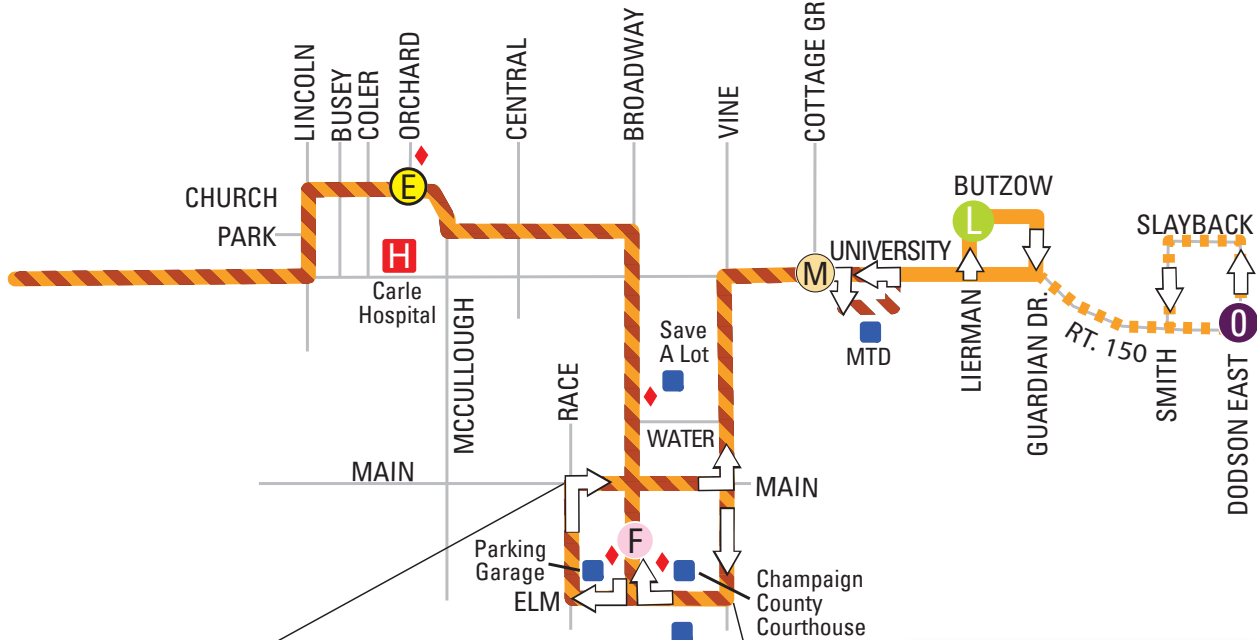 LINCOLN
BUSEY
COLER
ORCHARD
CENTRAL
BROADWAY
VINE
COTTAGE GR
CHURCH
PARK
E
H
Carle
Hospital
MCCULLOUGH
BUTZOW
L
UNIVERSITY
M
MTD
LIERMAN
GUARDIAN DR.
RT. 150
SLAYBACK
SMITH
O
DODSON EAST
Save
A Lot
RACE
WATER
MAIN
MAIN
F
Parking
Garage
ELM
Champaign
County
Courthouse